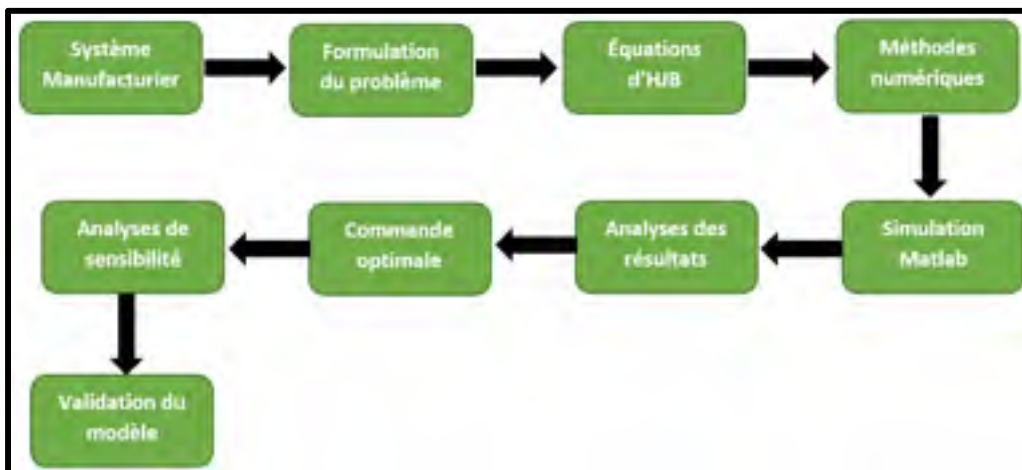 Système
Manufacturier
Formulation
du problème
Équations
d'HJB
Méthodes
numériques
Simulation
Matlab
Analyses des
résultats
Commande
optimale
Analyses de
sensibilité
Validation du
modèle